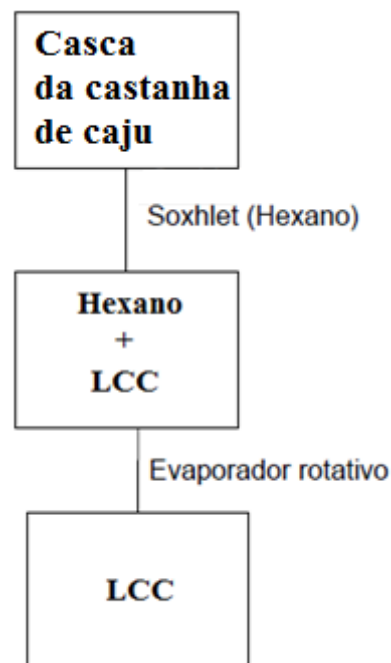 Casca
da castanha
de caju
Soxhlet (Hexano)
Hexano
+
LCC
Evaporador rotativo
LCC